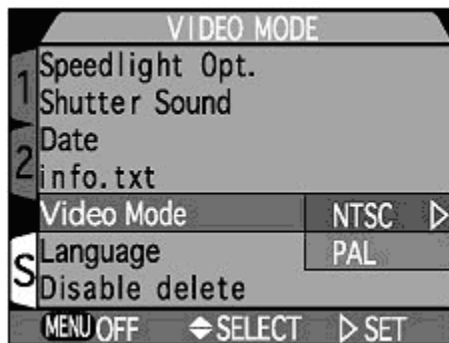 VIDEO MODE
1
Speedlight Opt.
Shutter Sound
2
Date
info.txt
Video Mode NTSC
PAL
S
Language
Disable delete
MENU OFF SELECT SET